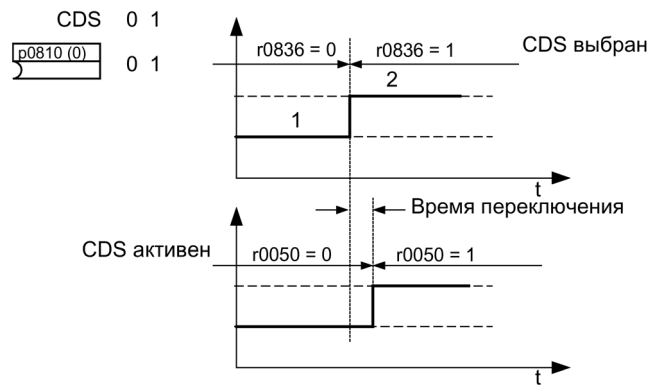 CDS 0 1
p0810 (0) 0 1
r0836 = 0 r0836 = 1 CDS выбран
1 2
t
Время переключения
CDS активен r0050 = 0 r0050 = 1
t